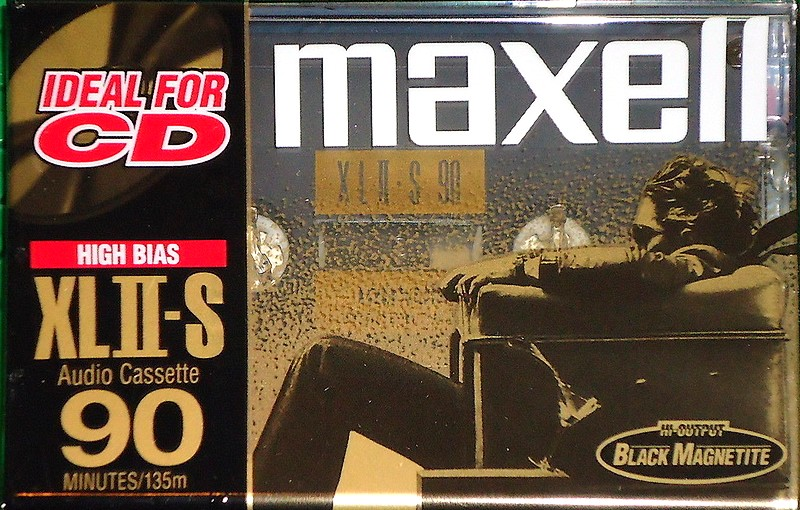 IDEAL FOR
CD
HIGH BIAS
XLII-S
Audio Cassette
90
MINUTES/135m
maxell
XLII·S 90
HI-OUTPUT
BLACK MAGNETITE